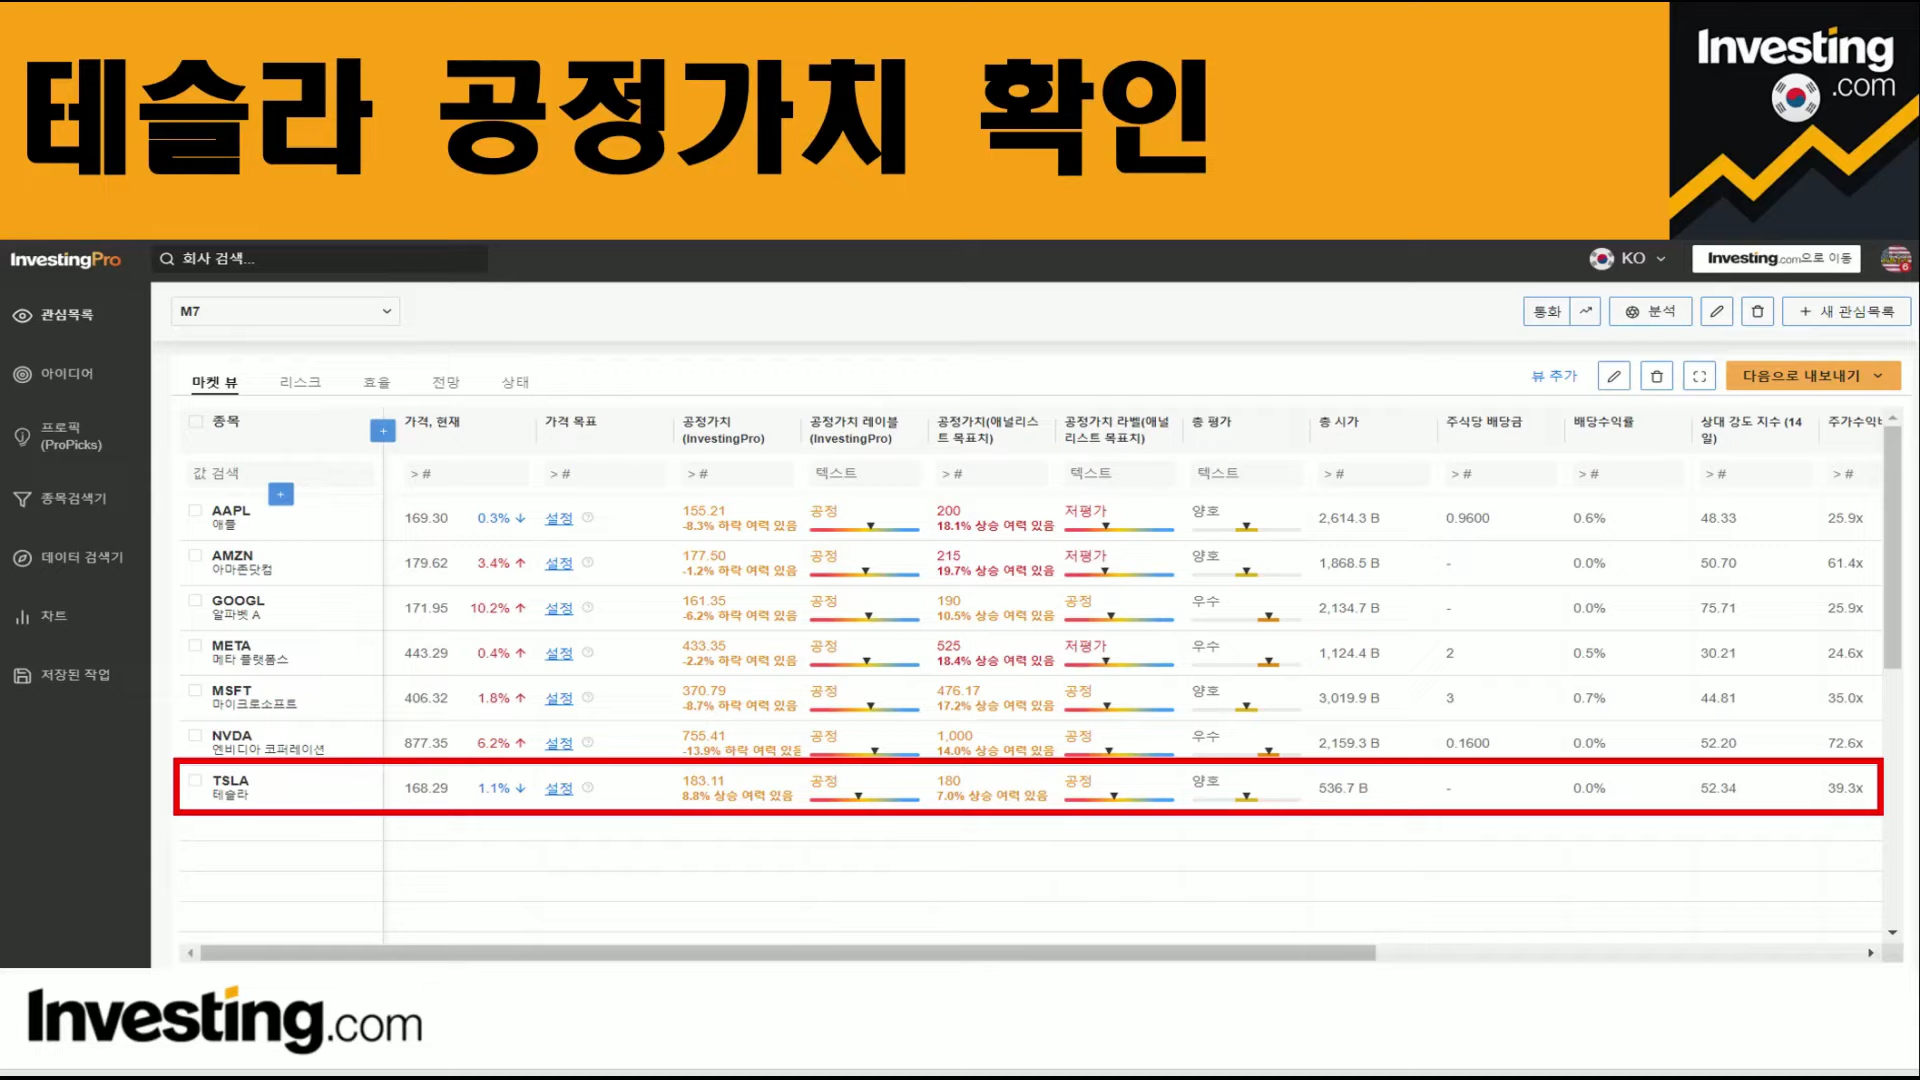 테슬라 공정가치 확인
Investing
.com
InvestingPro
회사 검색...
KO
Investing.com으로 이동
6
관심목록
아이디어
프로픽
(ProPicks)
종목검색기
데이터 검색기
차트
저장된 작업
M7
통화
분석
+ 새 관심목록
마켓 뷰 리스크 효율 전망 상태
뷰 추가
다음으로 내보내기
종목 + 가격, 현재 가격 목표 공정가치 (InvestingPro) 공정가치 레이블 (InvestingPro) 공정가치(애널리스트 목표치) 공정가치 라벨(애널리스트 목표치) 총 평가 총 시가 주식당 배당금 배당수익률 상대 강도 지수 (14일) 주가수익
값 검색 > # > # > # 텍스트 > # 텍스트 텍스트 > # > # > # > # > #
+
AAPL 애플 169.30 0.3% ↓ 설정 155.21 -8.3% 하락 여력 있음 공정 200 18.1% 상승 여력 있음 저평가 양호 2,614.3 B 0.9600 0.6% 48.33 25.9x
AMZN 아마존닷컴 179.62 3.4% ↑ 설정 177.50 -1.2% 하락 여력 있음 공정 215 19.7% 상승 여력 있음 저평가 양호 1,868.5 B - 0.0% 50.70 61.4x
GOOGL 알파벳 A 171.95 10.2% ↑ 설정 161.35 -6.2% 하락 여력 있음 공정 190 10.5% 상승 여력 있음 공정 우수 2,134.7 B - 0.0% 75.71 25.9x
META 메타 플랫폼스 443.29 0.4% ↑ 설정 433.35 -2.2% 하락 여력 있음 공정 525 18.4% 상승 여력 있음 저평가 우수 1,124.4 B 2 0.5% 30.21 24.6x
MSFT 마이크로소프트 406.32 1.8% ↑ 설정 370.79 -8.7% 하락 여력 있음 공정 476.17 17.2% 상승 여력 있음 공정 양호 3,019.9 B 3 0.7% 44.81 35.0x
NVDA 엔비디아 코퍼레이션 877.35 6.2% ↑ 설정 755.41 -13.9% 하락 여력 있음 공정 1,000 14.0% 상승 여력 있음 공정 우수 2,159.3 B 0.1600 0.0% 52.20 72.6x
TSLA 테슬라 168.29 1.1% ↓ 설정 183.11 8.8% 상승 여력 있음 공정 180 7.0% 상승 여력 있음 공정 양호 536.7 B - 0.0% 52.34 39.3x
Investing.com